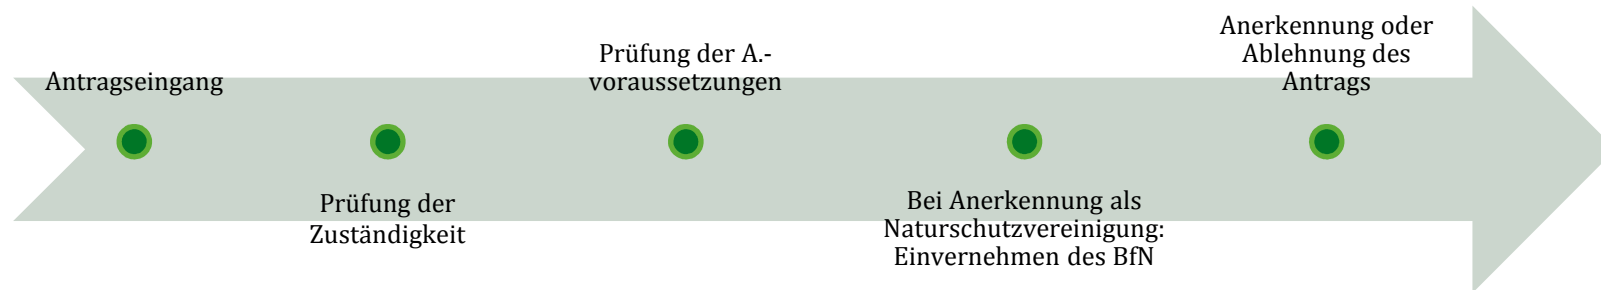 Antragseingang
Prüfung der
Zuständigkeit
Prüfung der A.-
voraussetzungen
Bei Anerkennung als
Naturschutzvereinigung:
Einvernehmen des BfN
Anerkennung oder
Ablehnung des
Antrags